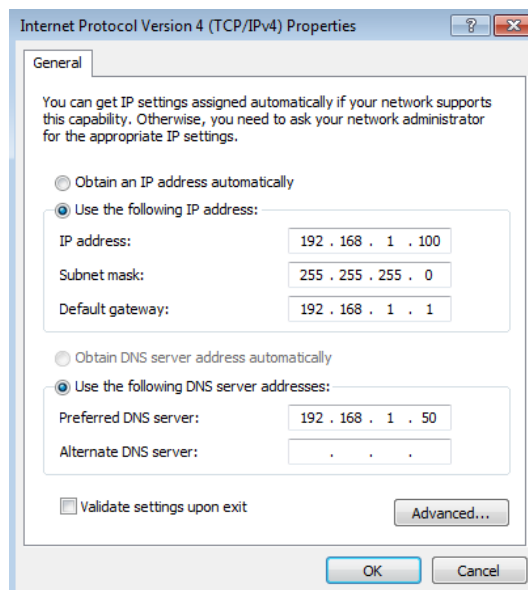 Internet Protocol Version 4 (TCP/IPv4) Properties
General
You can get IP settings assigned automatically if your network supports
this capability. Otherwise, you need to ask your network administrator
for the appropriate IP settings.
Obtain an IP address automatically
Use the following IP address:
IP address: 192 . 168 . 1 . 100
Subnet mask: 255 . 255 . 255 . 0
Default gateway: 192 . 168 . 1 . 1
Obtain DNS server address automatically
Use the following DNS server addresses:
Preferred DNS server: 192 . 168 . 1 . 50
Alternate DNS server: . . .
Validate settings upon exit
Advanced...
OK Cancel